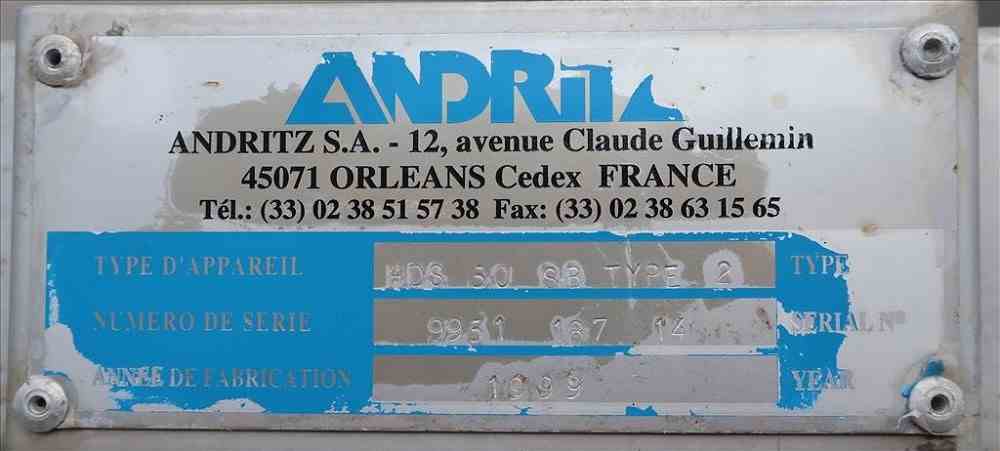 ANDRITZ
ANDRITZ S.A. - 12, avenue Claude Guillemin
45071 ORLEANS Cedex FRANCE
Tél.: (33) 02 38 51 57 38 Fax: (33) 02 38 63 15 65
TYPE D'APPAREIL HDS 50 SB TYPE 2 TYPE
NUMERO DE SERIE 9951 187 14 SERIAL N°
ANNEE DE FABRICATION 1999 YEAR